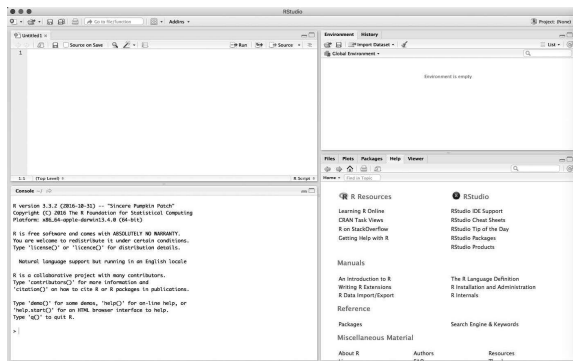 RStudio
Go to file/function
Addins
Project: (None)
Untitled1
Source on Save
Run
Source
1
1:1
(Top Level)
R Script
Console ~/
R version 3.3.2 (2016-10-31) -- "Sincere Pumpkin Patch"
Copyright (C) 2016 The R Foundation for Statistical Computing
Platform: x86_64-apple-darwin13.4.0 (64-bit)
R is free software and comes with ABSOLUTELY NO WARRANTY.
You are welcome to redistribute it under certain conditions.
Type 'license()' or 'licence()' for distribution details.
Natural language support but running in an English locale
R is a collaborative project with many contributors.
Type 'contributors()' for more information and
'citation()' on how to cite R or R packages in publications.
Type 'demo()' for some demos, 'help()' for on-line help, or
'help.start()' for an HTML browser interface to help.
Type 'q()' to quit R.
>
Environment History
Import Dataset
List
Global Environment
Environment is empty
Files Plots Packages Help Viewer
Home Find in Topic
R Resources
Learning R Online
CRAN Task Views
R on StackOverflow
Getting Help with R
RStudio
RStudio IDE Support
RStudio Cheat Sheets
RStudio Tip of the Day
RStudio Packages
RStudio Products
Manuals
An Introduction to R
Writing R Extensions
R Data Import/Export
The R Language Definition
R Installation and Administration
R Internals
Reference
Packages
Search Engine & Keywords
Miscellaneous Material
About R
Authors
Resources